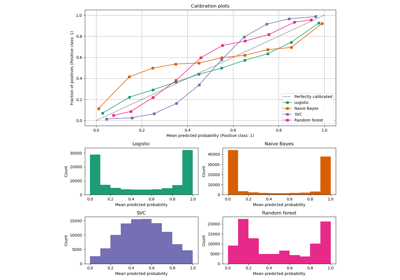 Calibration plots
1.0
0.8
0.6
0.4
0.2
0.0
Fraction of positives (Positive class: 1)
Perfectly calibrated
Logistic
Naive Bayes
SVC
Random forest
0.0 0.2 0.4 0.6 0.8 1.0
Mean predicted probability (Positive class: 1)
Logistic
30000
20000
10000
0
Count
0.0 0.2 0.4 0.6 0.8 1.0
Mean predicted probability
Naive Bayes
40000
20000
0
Count
0.0 0.2 0.4 0.6 0.8 1.0
Mean predicted probability
SVC
15000
10000
5000
0
Count
0.0 0.2 0.4 0.6 0.8 1.0
Mean predicted probability
Random forest
20000
10000
0
Count
0.0 0.2 0.4 0.6 0.8 1.0
Mean predicted probability